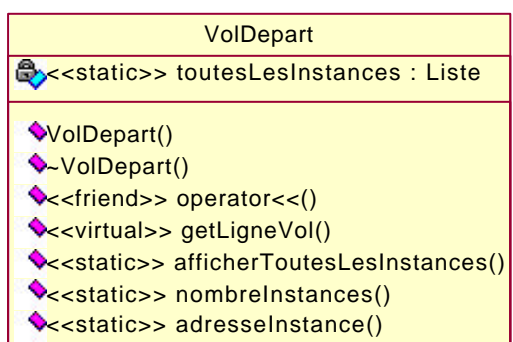 VolDepart
<<static>> toutesLesInstances : Liste
VolDepart()
~VolDepart()
<<friend>> operator<<()
<<virtual>> getLigneVol()
<<static>> afficherToutesLesInstances()
<<static>> nombreInstances()
<<static>> adresseInstance()